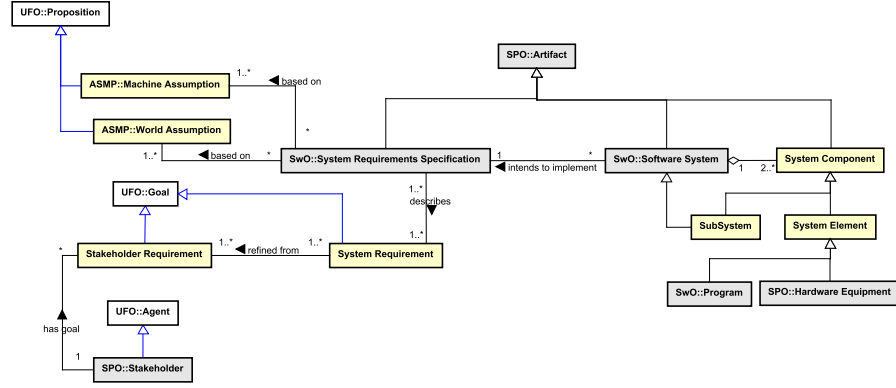 UFO::Proposition
SPO::Artifact
ASMP::Machine Assumption
1..*
based on
*
ASMP::World Assumption
1..*
based on
*
SwO::System Requirements Specification
1
intends to implement
*
SwO::Software System
1
2..*
System Component
UFO::Goal
1..*
describes
1..*
SubSystem
System Element
*
Stakeholder Requirement
1..*
refined from
1..*
System Requirement
SwO::Program
SPO::Hardware Equipment
UFO::Agent
has goal
1
SPO::Stakeholder